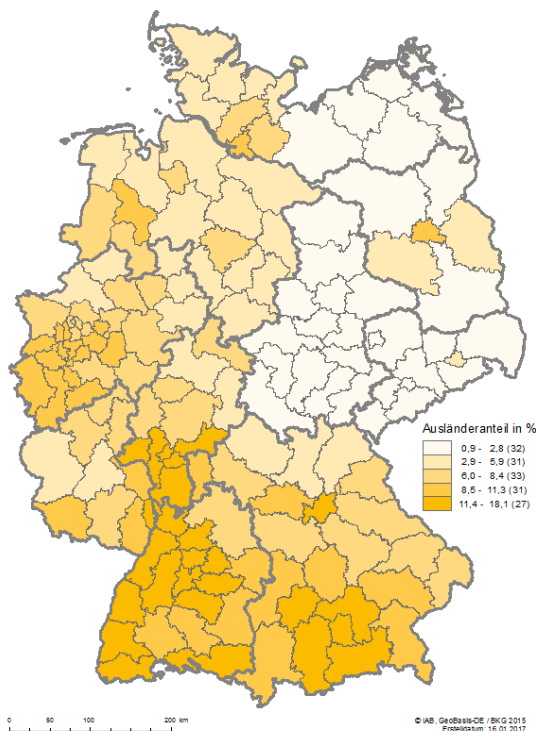 Ausländeranteil in %
0,9 - 2,8 (32)
2,9 - 5,9 (31)
6,0 - 8,4 (33)
8,5 - 11,3 (31)
11,4 - 18,1 (27)
0 50 100 200 km
© IAB, GeoBasis-DE / BKG 2015
Erstelldatum: 16.01.2017